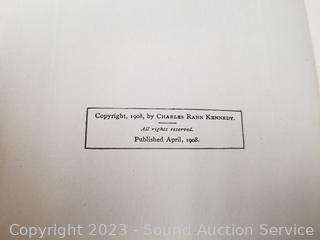 Copyright, 1908, by CHARLES RANN KENNEDY.
All rights reserved.
Published April, 1908.
Copyright 2023 - Sound Auction Service